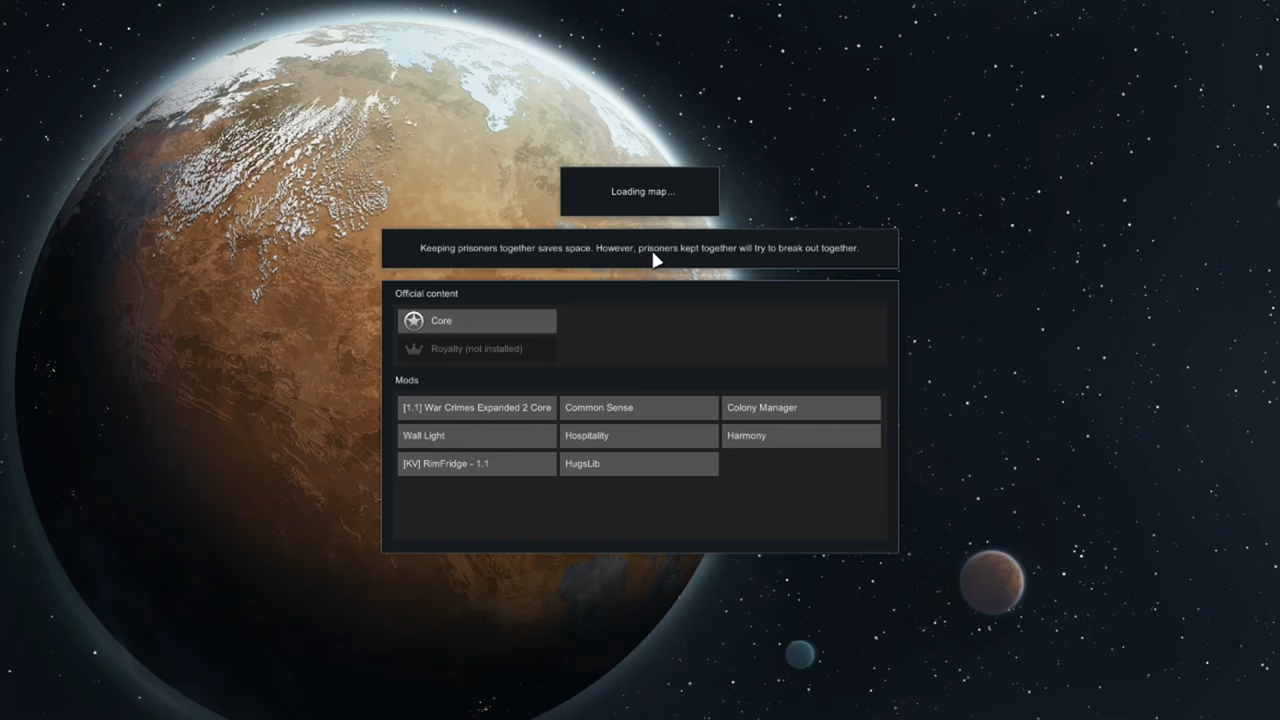 Loading map...
Keeping prisoners together saves space. However, prisoners kept together will try to break out together.
Official content
Core
Royalty (not installed)
Mods
[1.1] War Crimes Expanded 2 Core
Common Sense
Colony Manager
Wall Light
Hospitality
Harmony
[KV] RimFridge - 1.1
HugsLib